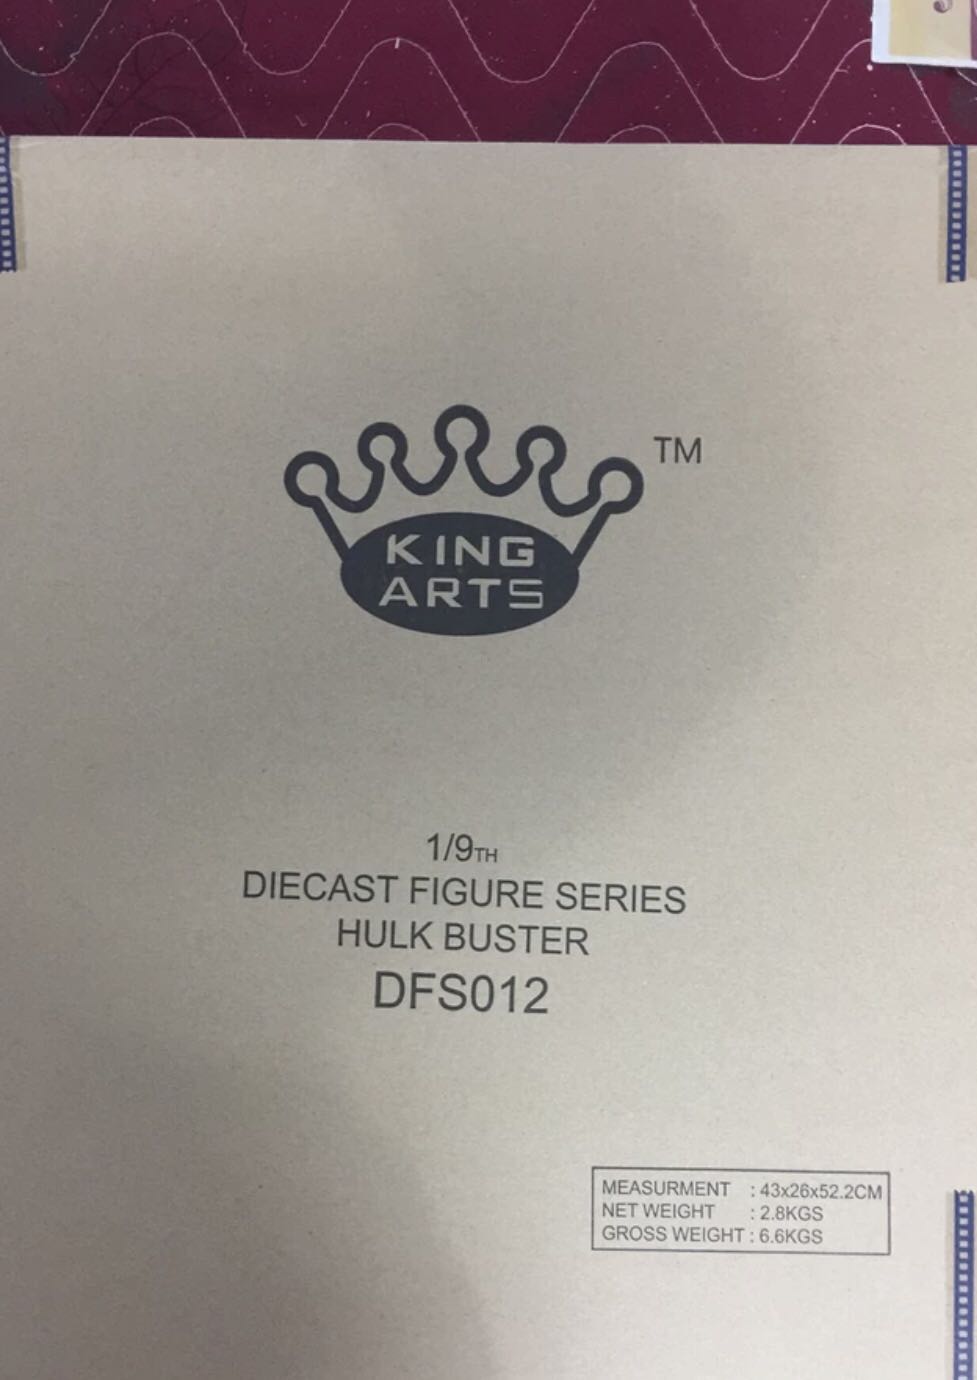 TM
KING
ARTS
1/9TH
DIECAST FIGURE SERIES
HULK BUSTER
DFS012
MEASURMENT : 43x26x52.2CM
NET WEIGHT : 2.8KGS
GROSS WEIGHT : 6.6KGS